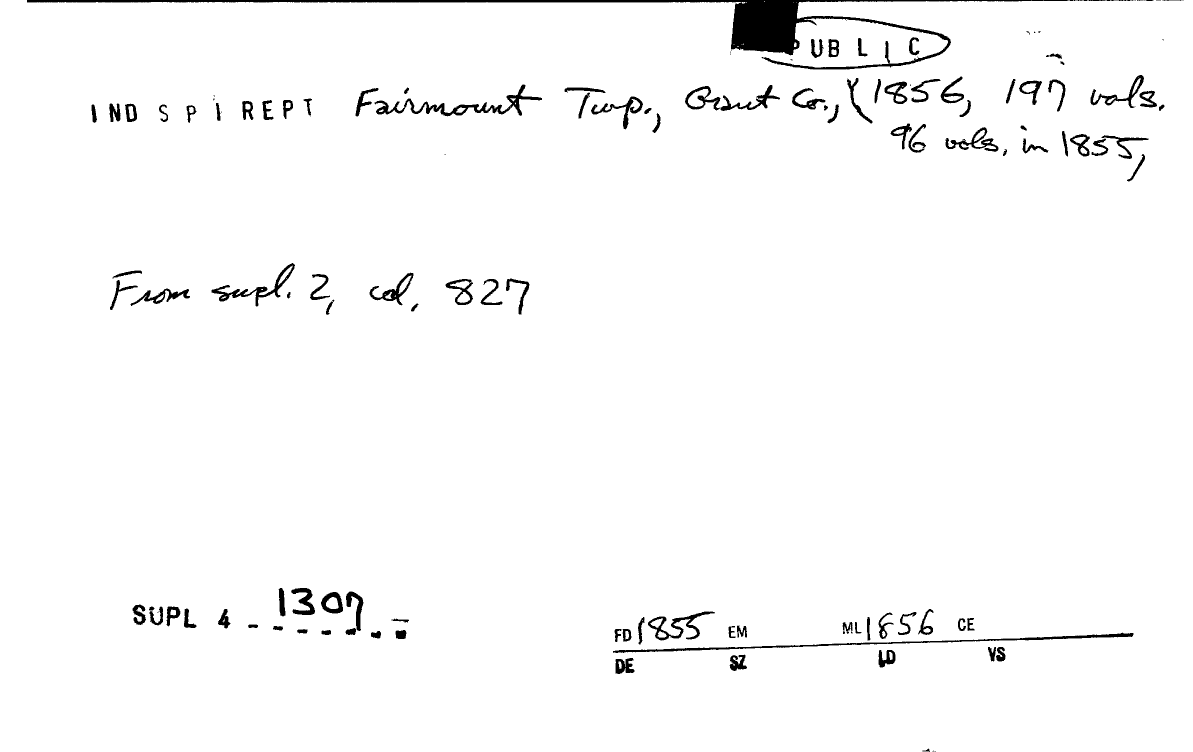 PUBLIC
IND SPI REPT Fairmount Twp., Grant Co., (1856, 197 vols.
96 vols. in 1855,
From supl. 2, col. 827
SUPL 4 - 1307
FD 1855 EM ML 1856 CE
DE SZ LD VS